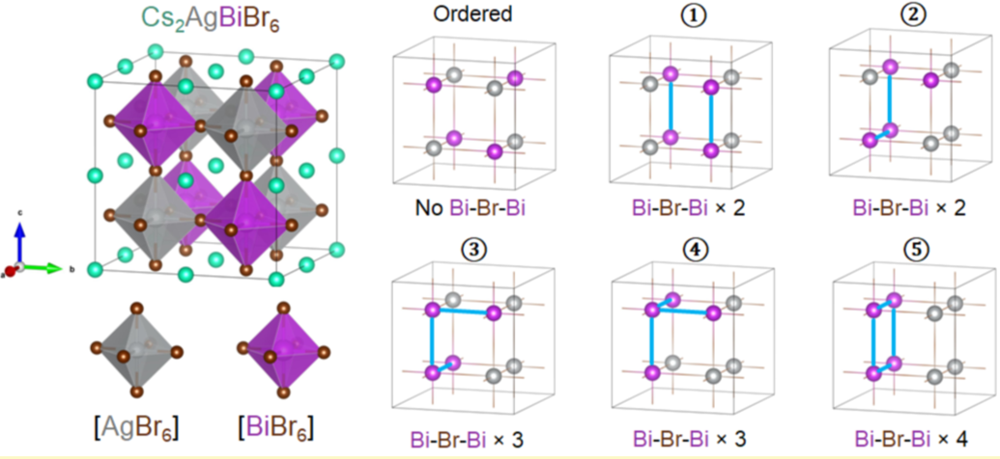 Cs₂AgBiBr₆
Ordered
①
②
No Bi-Br-Bi
Bi-Br-Bi × 2
Bi-Br-Bi × 2
c
a
b
③
④
⑤
[AgBr₆]
[BiBr₆]
Bi-Br-Bi × 3
Bi-Br-Bi × 3
Bi-Br-Bi × 4